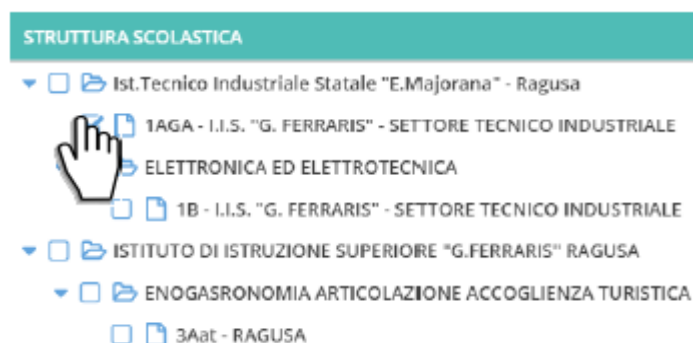 STRUTTURA SCOLASTICA
Ist.Tecnico Industriale Statale "E.Majorana" - Ragusa
1AGA - I.I.S. "G. FERRARIS" - SETTORE TECNICO INDUSTRIALE
ELETTRONICA ED ELETTROTECNICA
1B - I.I.S. "G. FERRARIS" - SETTORE TECNICO INDUSTRIALE
ISTITUTO DI ISTRUZIONE SUPERIORE "G.FERRARIS" RAGUSA
ENOGASRONOMIA ARTICOLAZIONE ACCOGLIENZA TURISTICA
3Aat - RAGUSA